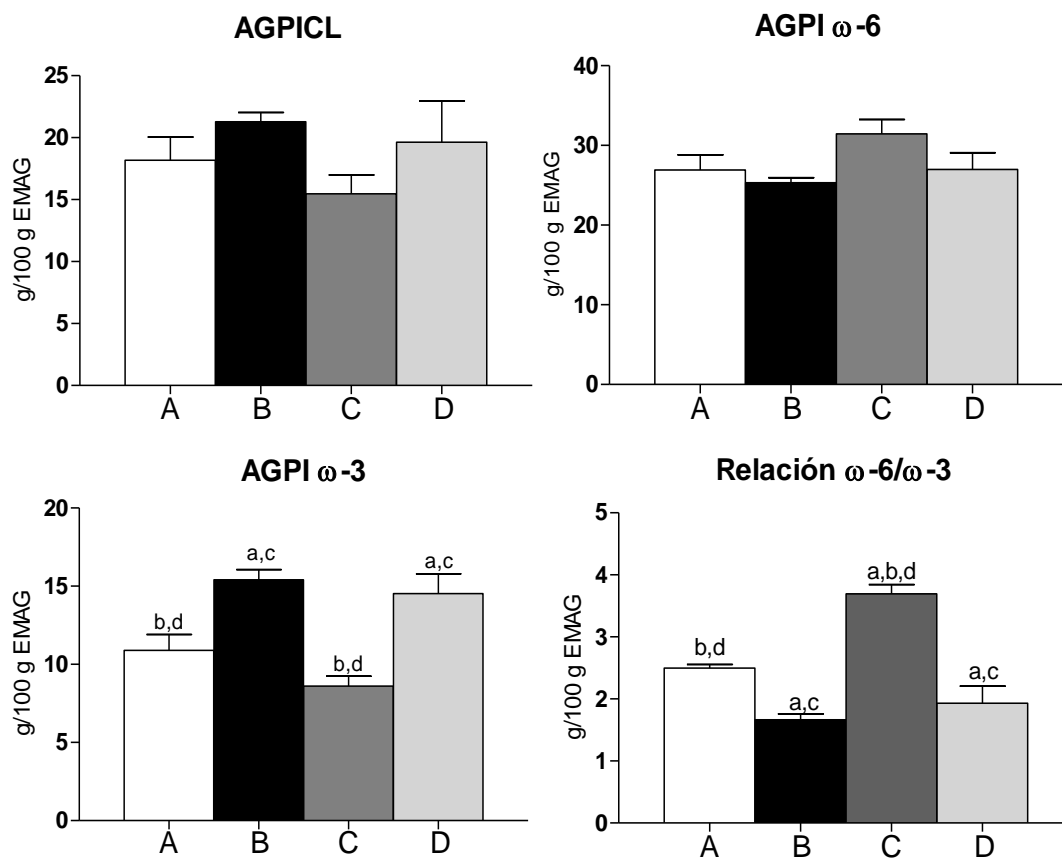 AGPICL
25
20
15
10
5
0
g/100 g EMAG
A B C D
AGPI ω-6
40
30
20
10
0
g/100 g EMAG
A B C D
AGPI ω-3
20
15
10
5
0
g/100 g EMAG
b,d
a,c
b,d
a,c
A B C D
Relación ω-6/ω-3
5
4
3
2
1
0
g/100 g EMAG
b,d
a,c
a,b,d
a,c
A B C D